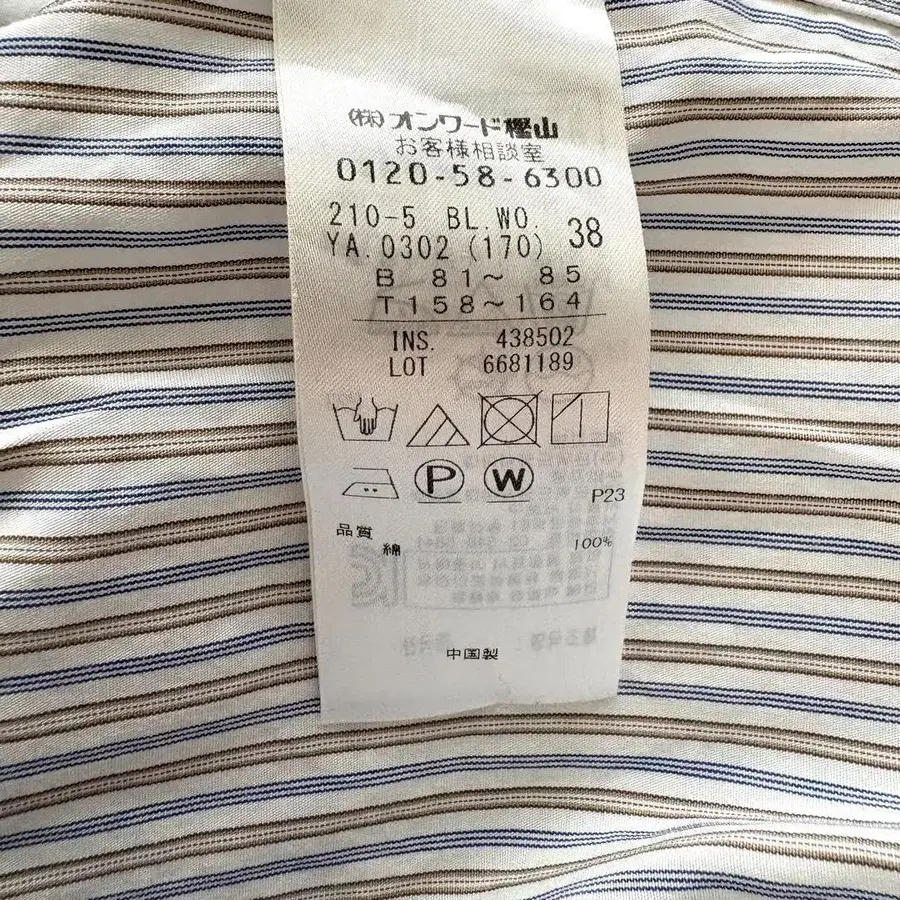 (株)オンワード樫山
お客様相談室
0120-58-6300
210-5 BL.WO. 38
YA.0302 (170)
B 81～ 85
T158～164
INS. 438502
LOT 6681189
P W
P23
品質
綿 100%
中国製